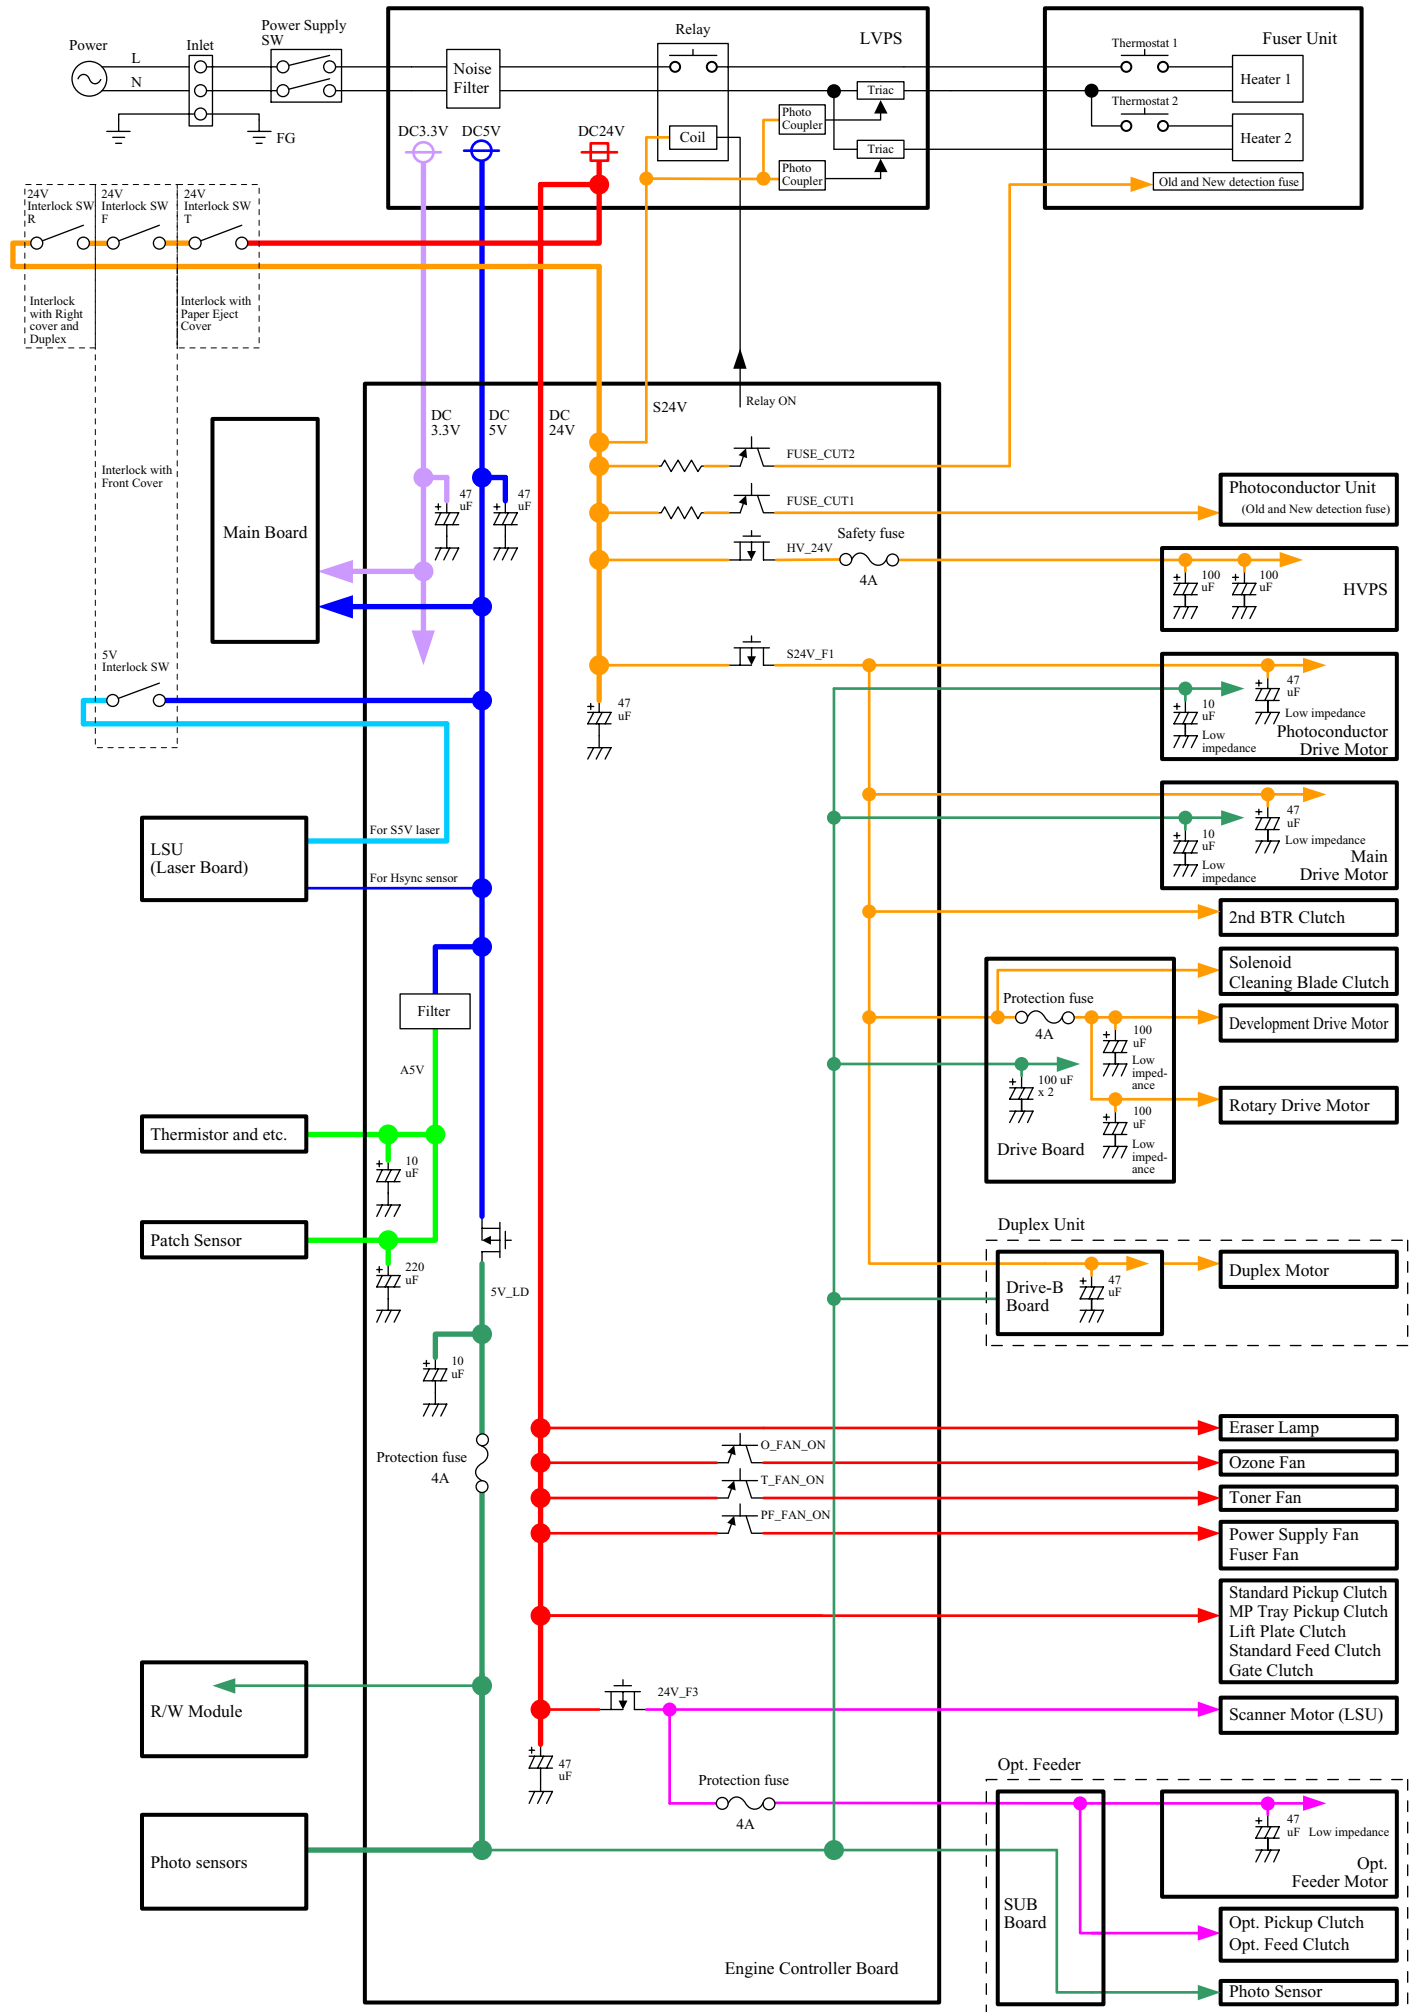 Power
L
N
Inlet
Power Supply
SW
FG
LVPS
Noise
Filter
Relay
Coil
Photo
Coupler
Photo
Coupler
Triac
Triac
DC3.3V
DC5V
DC24V
Fuser Unit
Thermostat 1
Heater 1
Thermostat 2
Heater 2
Old and New detection fuse
24V
Interlock SW
R
24V
Interlock SW
F
24V
Interlock SW
T
Interlock
with Right
cover and
Duplex
Interlock with
Paper Eject
Cover
Interlock with
Front Cover
5V
Interlock SW
Main Board
DC
3.3V
DC
5V
DC
24V
S24V
Relay ON
47
uF
47
uF
FUSE_CUT2
FUSE_CUT1
HV_24V
Safety fuse
4A
S24V_F1
47
uF
Photoconductor Unit
(Old and New detection fuse)
100
uF
100
uF
HVPS
47
uF
Low impedance
10
uF
Low
impedance
Photoconductor
Drive Motor
47
uF
Low impedance
10
uF
Low
impedance
Main
Drive Motor
LSU
(Laser Board)
For S5V laser
For Hsync sensor
2nd BTR Clutch
Solenoid
Cleaning Blade Clutch
Protection fuse
4A
100
uF
Low
imped-
ance
Development Drive Motor
100 uF
x 2
100
uF
Low
imped-
ance
Rotary Drive Motor
Drive Board
Filter
A5V
Thermistor and etc.
10
uF
Patch Sensor
220
uF
5V_LD
10
uF
Duplex Unit
Drive-B
Board
47
uF
Duplex Motor
Protection fuse
4A
Eraser Lamp
O_FAN_ON
Ozone Fan
T_FAN_ON
Toner Fan
PF_FAN_ON
Power Supply Fan
Fuser Fan
Standard Pickup Clutch
MP Tray Pickup Clutch
Lift Plate Clutch
Standard Feed Clutch
Gate Clutch
R/W Module
24V_F3
Scanner Motor (LSU)
47
uF
Protection fuse
4A
Opt. Feeder
47
uF
Low impedance
Opt.
Feeder Motor
Photo sensors
SUB
Board
Opt. Pickup Clutch
Opt. Feed Clutch
Photo Sensor
Engine Controller Board